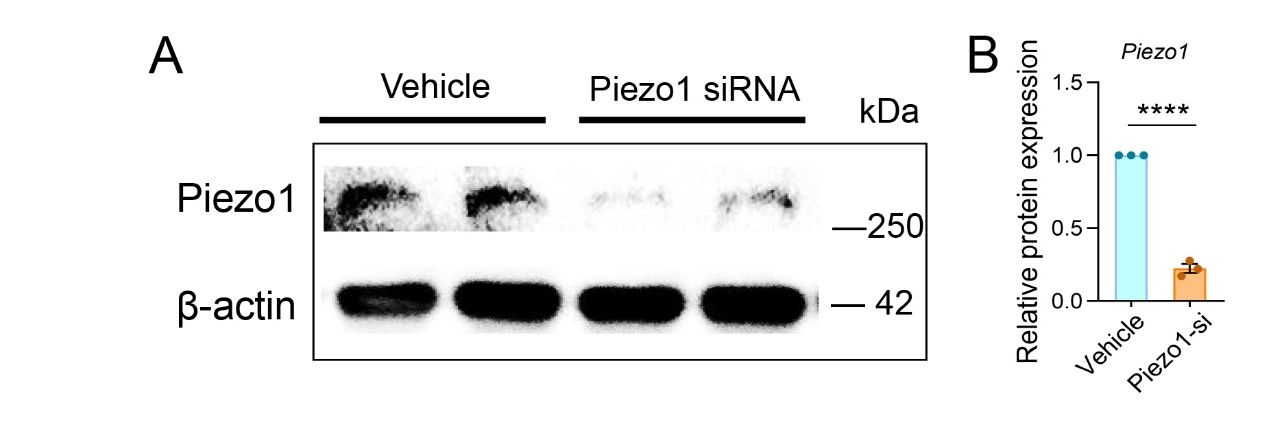 A
Vehicle
Piezo1 siRNA
kDa
Piezo1
—250
β-actin
— 42
B
Piezo1
Relative protein expression
1.5
1.0
0.5
0.0
****
Vehicle
Piezo1-si